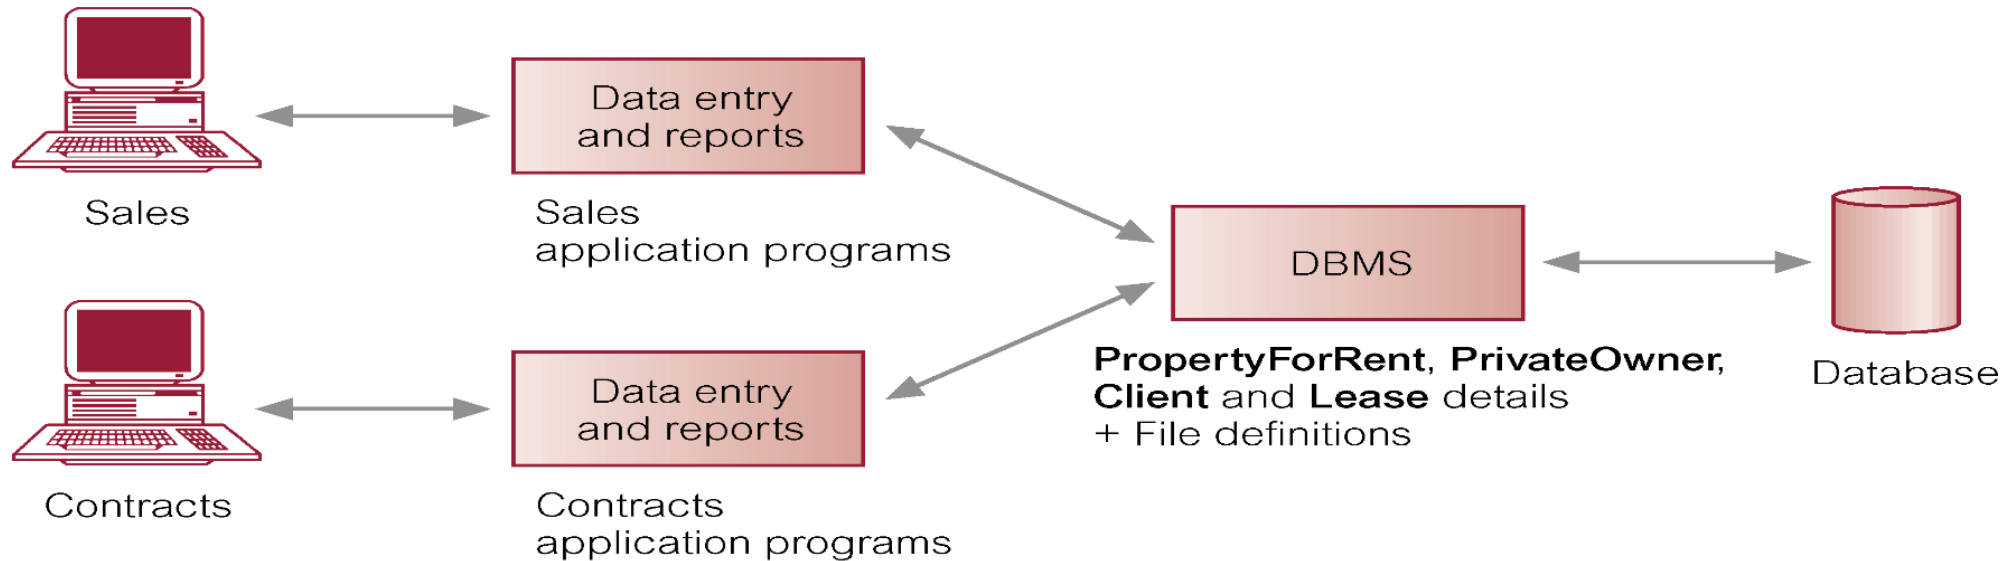 Data entry
and reports
Sales
Sales
application programs
DBMS
PropertyForRent, PrivateOwner,
Client and Lease details
+ File definitions
Database
Data entry
and reports
Contracts
Contracts
application programs